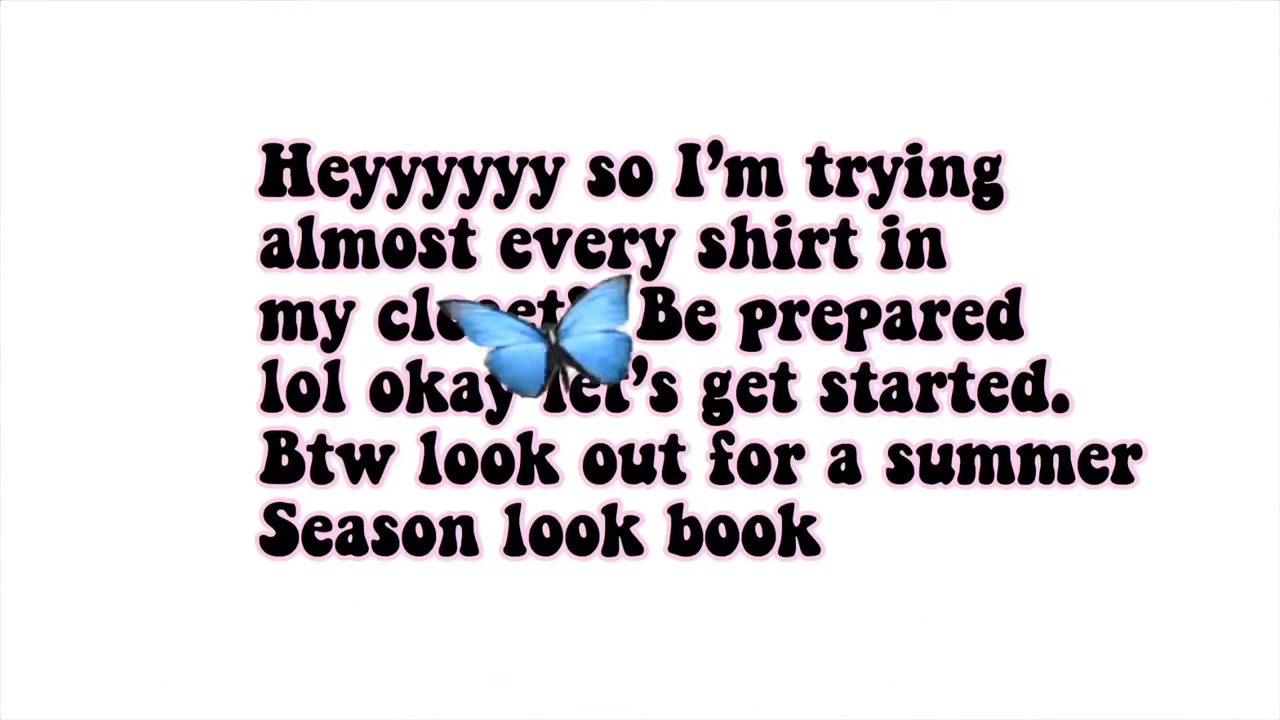 Heyyyyyy so I’m trying
almost every shirt in
my Be prepared
lol okay let’s get started.
Btw look out for a summer
Season look book